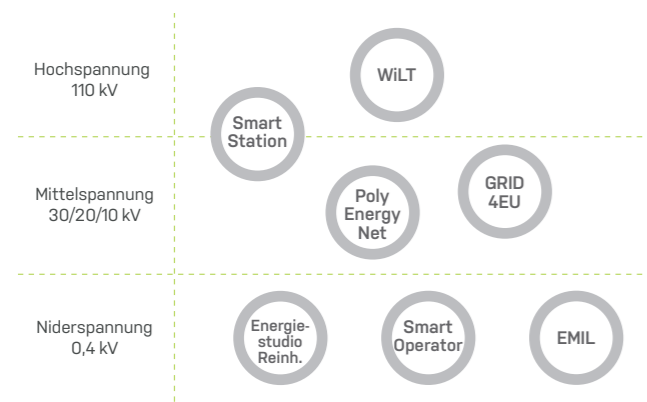 Hochspannung
110 kV
WiLT
Smart
Station
Mittelspannung
30/20/10 kV
Poly
Energy
Net
GRID
4EU
Niderspannung
0,4 kV
Energie-
studio
Reinh.
Smart
Operator
EMIL